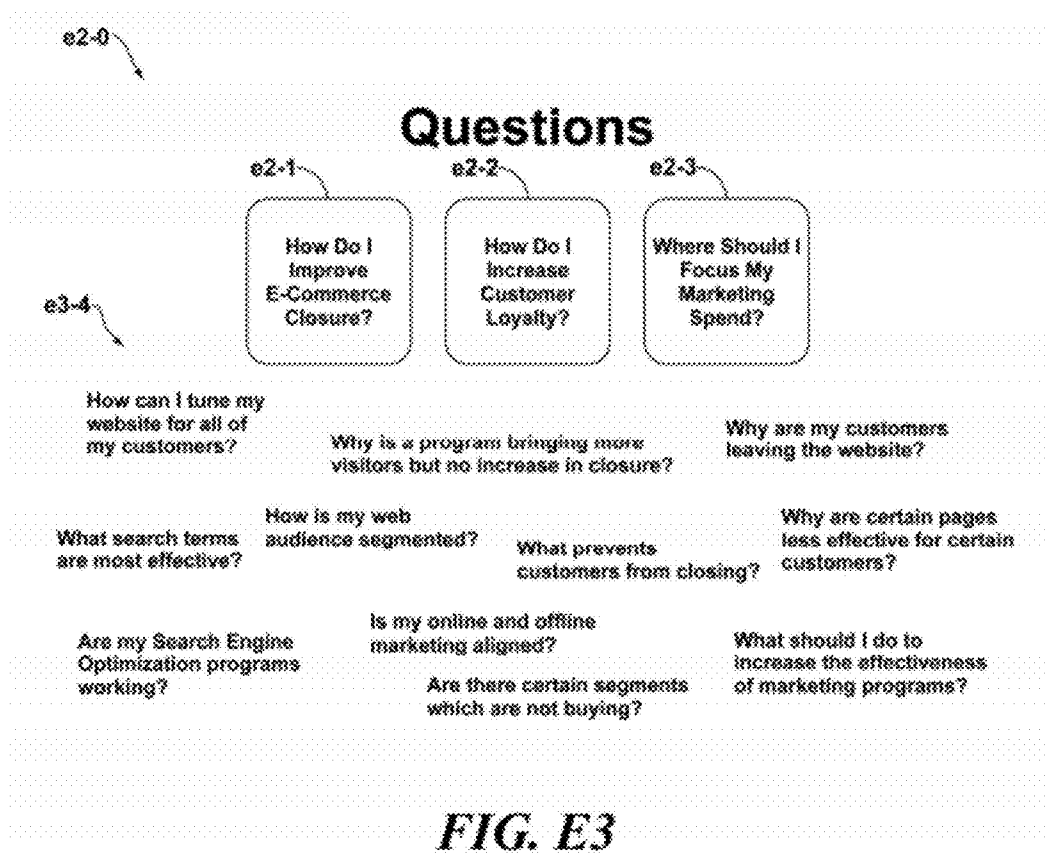 e2-0
Questions
e2-1
e2-2
e2-3
How Do I
Improve
E-Commerce
Closure?
How Do I
Increase
Customer
Loyalty?
Where Should I
Focus My
Marketing
Spend?
e3-4
How can I tune my
website for all of
my customers?
Why is a program bringing more
visitors but no increase in closure?
Why are my customers
leaving the website?
What search terms
are most effective?
How is my web
audience segmented?
What prevents
customers from closing?
Why are certain pages
less effective for certain
customers?
Are my Search Engine
Optimization programs
working?
Is my online and offline
marketing aligned?
Are there certain segments
which are not buying?
What should I do to
increase the effectiveness
of marketing programs?
FIG. E3